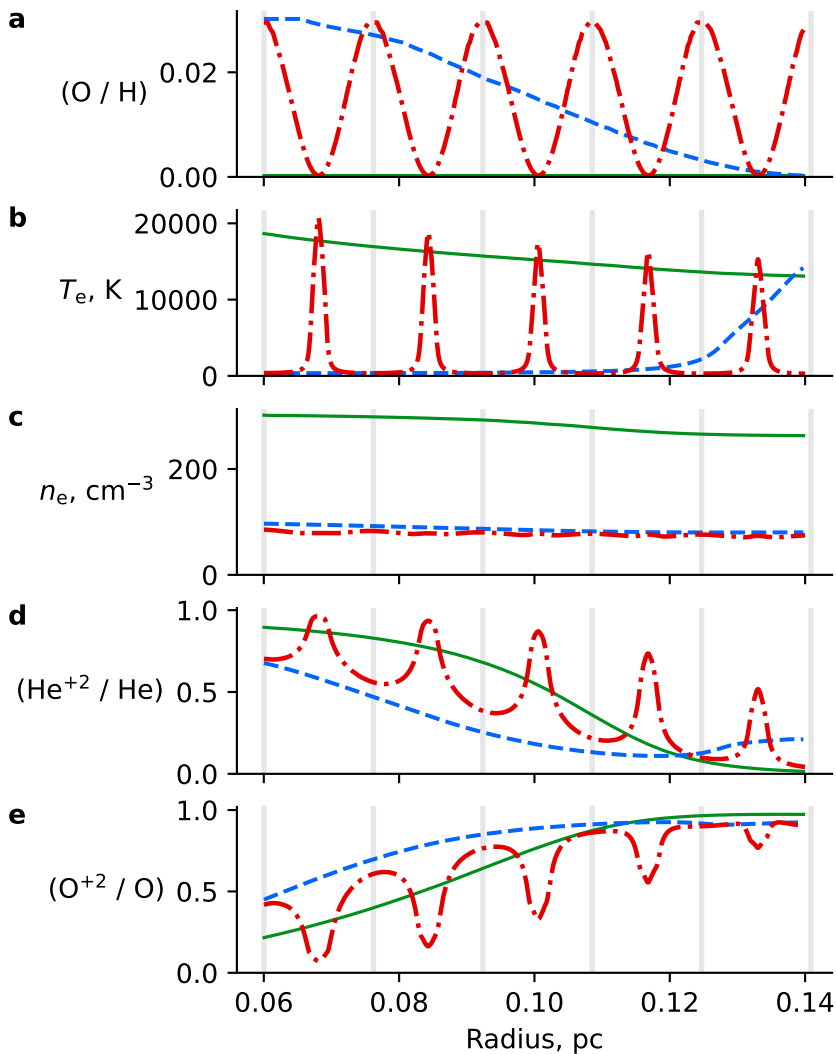 a
0.02
(O / H)
0.00
b
20000
Tₑ, K 10000
0
c
200
nₑ, cm⁻³
0
d
1.0
(He⁺² / He)
0.5
0.0
e
1.0
(O⁺² / O)
0.5
0.0
0.06 0.08 0.10 0.12 0.14
Radius, pc